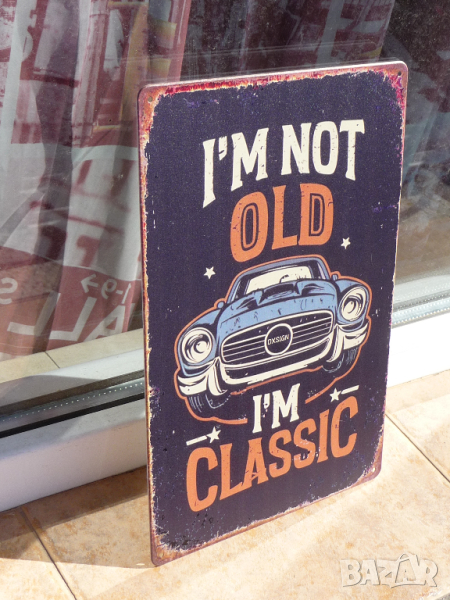 I'M NOT
OLD
DXSIGN
I'M
CLASSIC
BAZAR